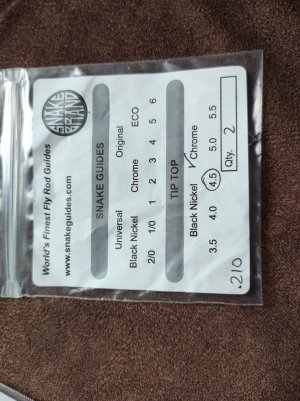 SNAKE
BRAND
World's Finest Fly Rod Guides
www.snakeguides.com
SNAKE GUIDES
Universal Original
Black Nickel Chrome ECO
2/0 1/0 1 2 3 4 5 6
TIP TOP
Black Nickel ✓ Chrome
3.5 4.0 4.5 5.0 5.5
Qty. 2
.210